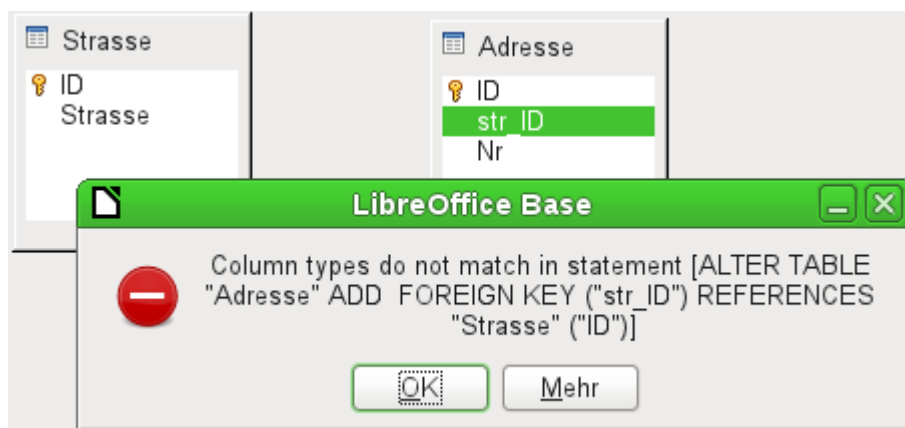 Strasse
ID
Strasse
Adresse
ID
str_ID
Nr
LibreOffice Base
Column types do not match in statement [ALTER TABLE
"Adresse" ADD FOREIGN KEY ("str_ID") REFERENCES
"Strasse" ("ID")]
OK
Mehr